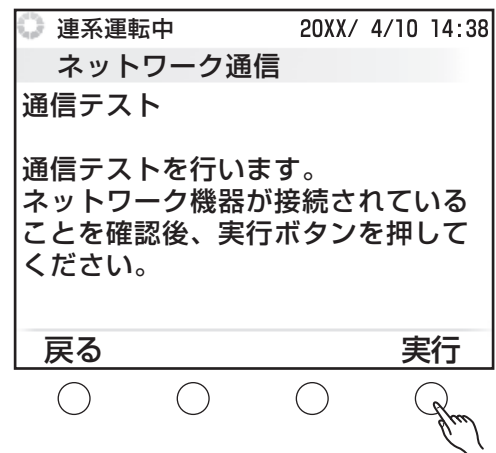 連系運転中 20XX/ 4/10 14:38
ネットワーク通信
通信テスト
通信テストを行います。
ネットワーク機器が接続されている
ことを確認後、実行ボタンを押して
ください。
戻る 実行